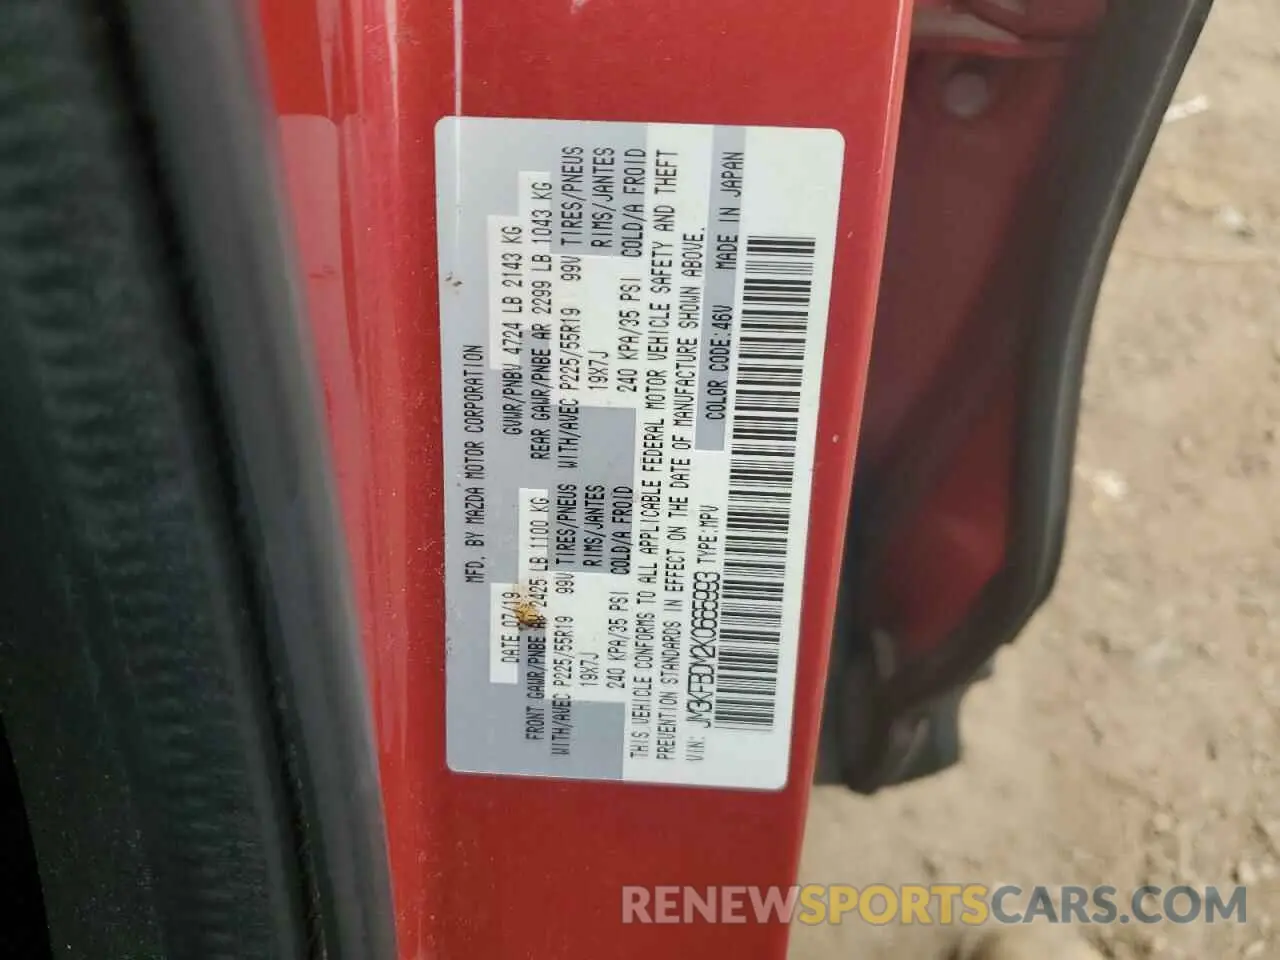 MFD. BY MAZDA MOTOR CORPORATION
DATE 07/19 GVWR/PNBV 4724 LB 2143 KG
FRONT GAWR/PNBE AV 2425 LB 1100 KG REAR GAWR/PNBE AR 2299 LB 1043 KG
WITH/AVEC P225/55R19 99V TIRES/PNEUS WITH/AVEC P225/55R19 99V TIRES/PNEUS
19X7J RIMS/JANTES 19X7J RIMS/JANTES
240 KPA/35 PSI COLD/A FROID 240 KPA/35 PSI COLD/A FROID
THIS VEHICLE CONFORMS TO ALL APPLICABLE FEDERAL MOTOR VEHICLE SAFETY AND THEFT
PREVENTION STANDARDS IN EFFECT ON THE DATE OF MANUFACTURE SHOWN ABOVE.
VIN: JM3KFBDM2K0665993 TYPE:MPV COLOR CODE:46V MADE IN JAPAN
RENEWSPORTSCARS.COM